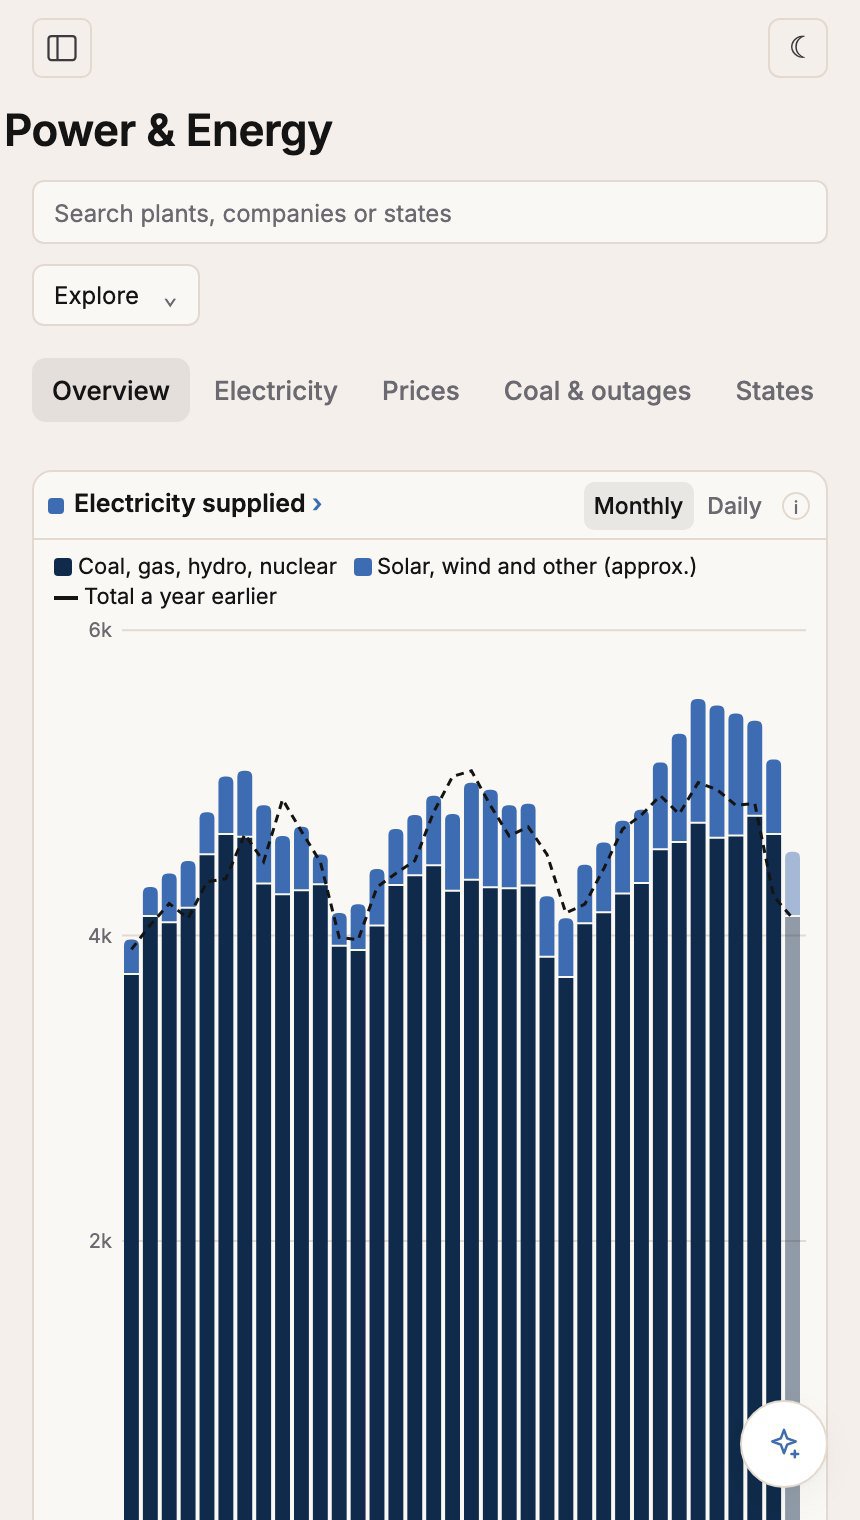 Power & Energy
Search plants, companies or states
Explore
Overview Electricity Prices Coal & outages States
Electricity supplied ›
Monthly Daily i
Coal, gas, hydro, nuclear Solar, wind and other (approx.)
Total a year earlier
6k
4k
2k